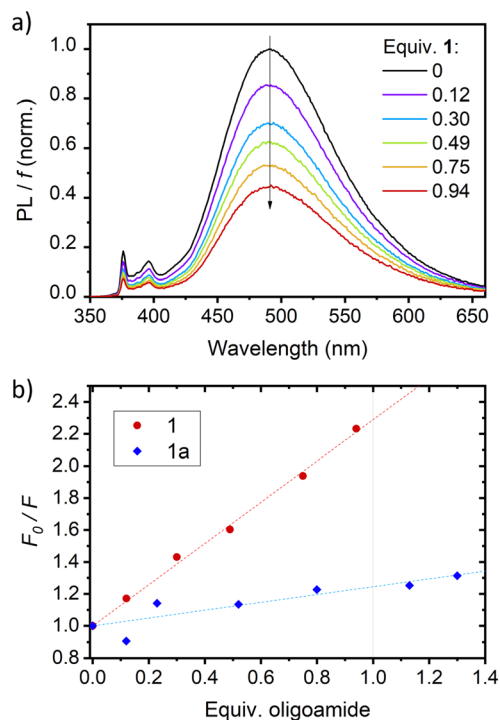 a)
Equiv. 1:
0
0.12
0.30
0.49
0.75
0.94
PL / f (norm.)
1.0
0.8
0.6
0.4
0.2
0.0
350 400 450 500 550 600 650
Wavelength (nm)
b)
1
1a
F0 / F
2.4
2.2
2.0
1.8
1.6
1.4
1.2
1.0
0.8
0.0 0.2 0.4 0.6 0.8 1.0 1.2 1.4
Equiv. oligoamide